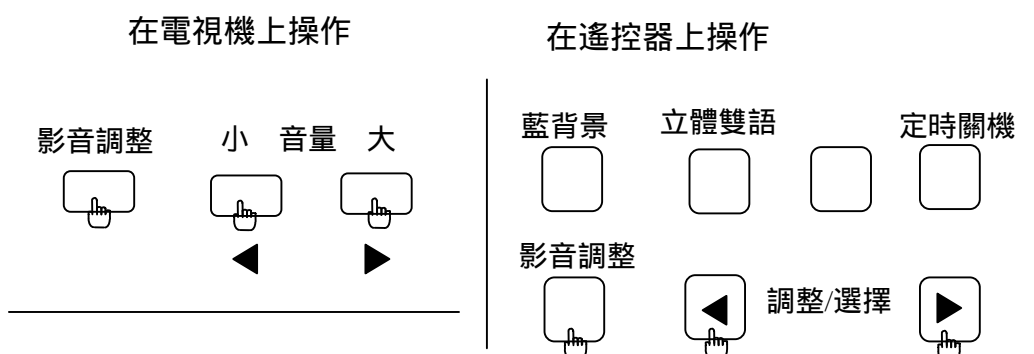 在電視機上操作
影音調整 小 音量 大
在遙控器上操作
藍背景 立體雙語 定時關機
影音調整
調整/選擇